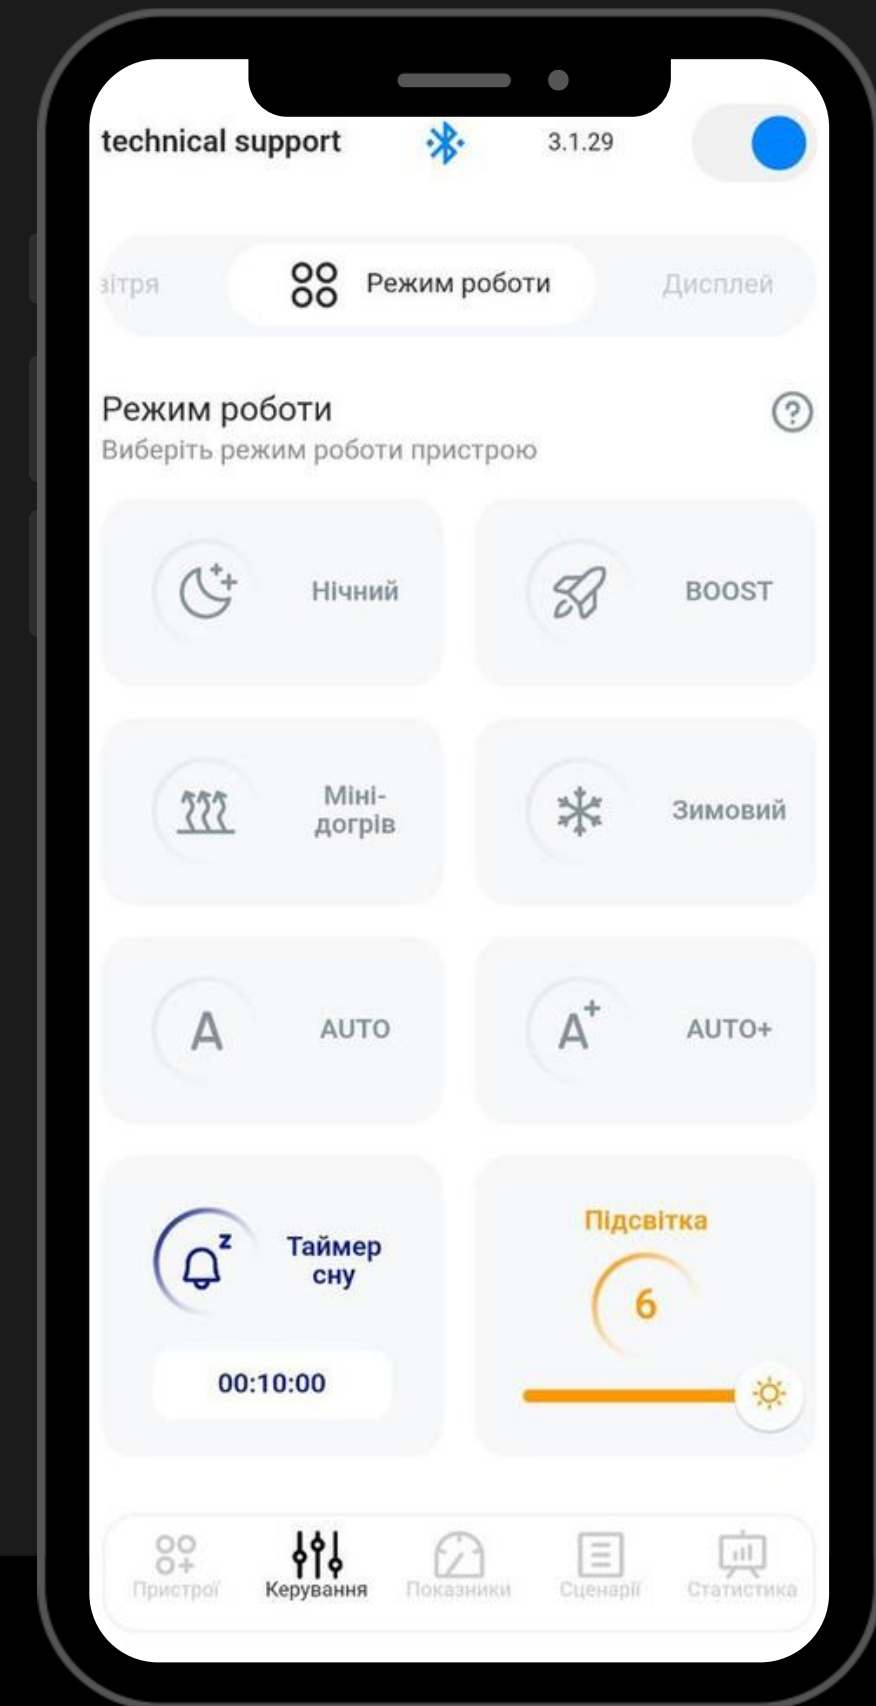 technical support
3.1.29
вітря
Режим роботи
Дисплей
Режим роботи
Виберіть режим роботи пристрою
Нічний
BOOST
Міні-
догрів
Зимовий
A
AUTO
A+
AUTO+
z
Таймер
сну
00:10:00
Підсвітка
6
Пристрої
Керування
Показники
Сценарії
Статистика